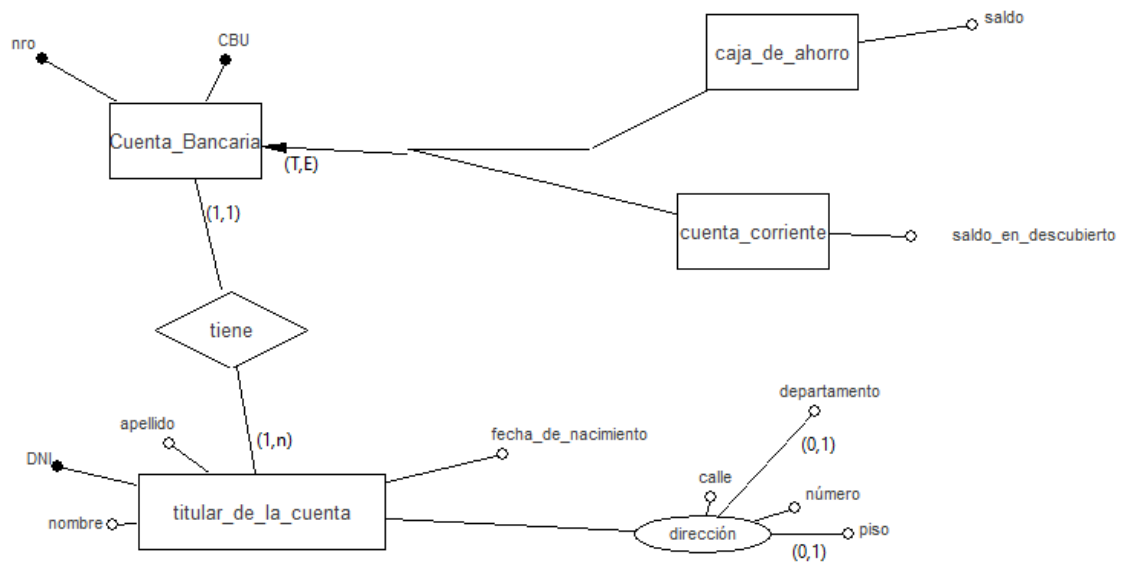 saldo
nro
CBU
caja_de_ahorro
Cuenta_Bancaria
(T,E)
(1,1)
cuenta_corriente
saldo_en_descubierto
tiene
departamento
apellido
(1,n)
fecha_de_nacimiento
(0,1)
DNI
calle
número
titular_de_la_cuenta
nombre
dirección
piso
(0,1)